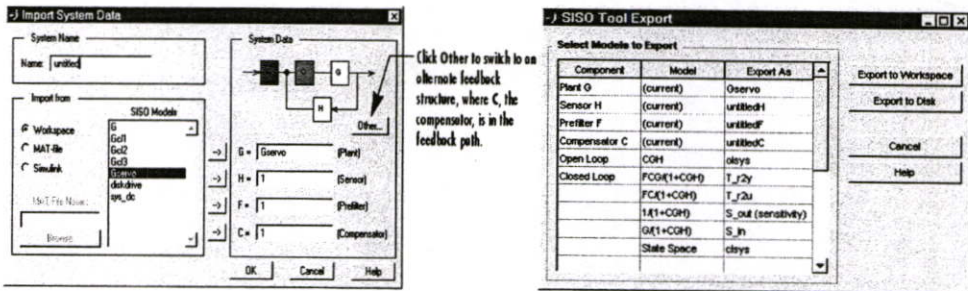 Import System Data
System Name
Name: untitled
Import from
Workspace
MAT-file
Simulink
MAT File Name:
Browse
SISO Models
G
Gcl1
Gcl2
Gcl3
Gservo
diskdrive
sys_dc
System Data
G
H
Other...
G = Gservo (Plant)
H = 1 (Sensor)
F = 1 (Prefilter)
C = 1 (Compensator)
OK Cancel Help
Click Other to switch to an
alternate feedback
structure, where C, the
compensator, is in the
feedback path.
SISO Tool Export
Select Models to Export
Component Model Export As
Plant G (current) Gservo
Sensor H (current) untitledH
Prefilter F (current) untitledF
Compensator C (current) untitledC
Open Loop CGH olsys
Closed Loop FCG/(1+CGH) T_r2y
FC/(1+CGH) T_r2u
1/(1+CGH) S_out (sensitivity)
G/(1+CGH) S_in
State Space clsys
Export to Workspace
Export to Disk
Cancel
Help